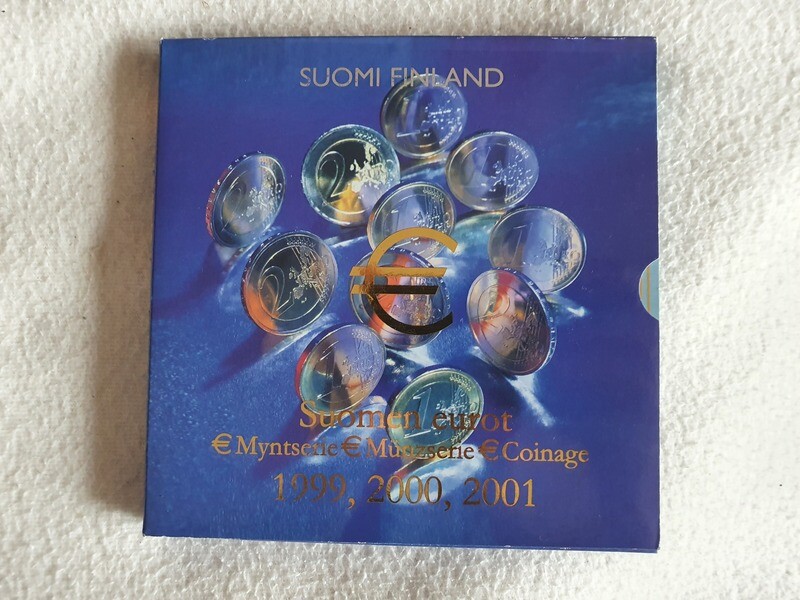 SUOMI FINLAND
€
Suomen eurot
€ Myntserie € Münzserie € Coinage
1999, 2000, 2001